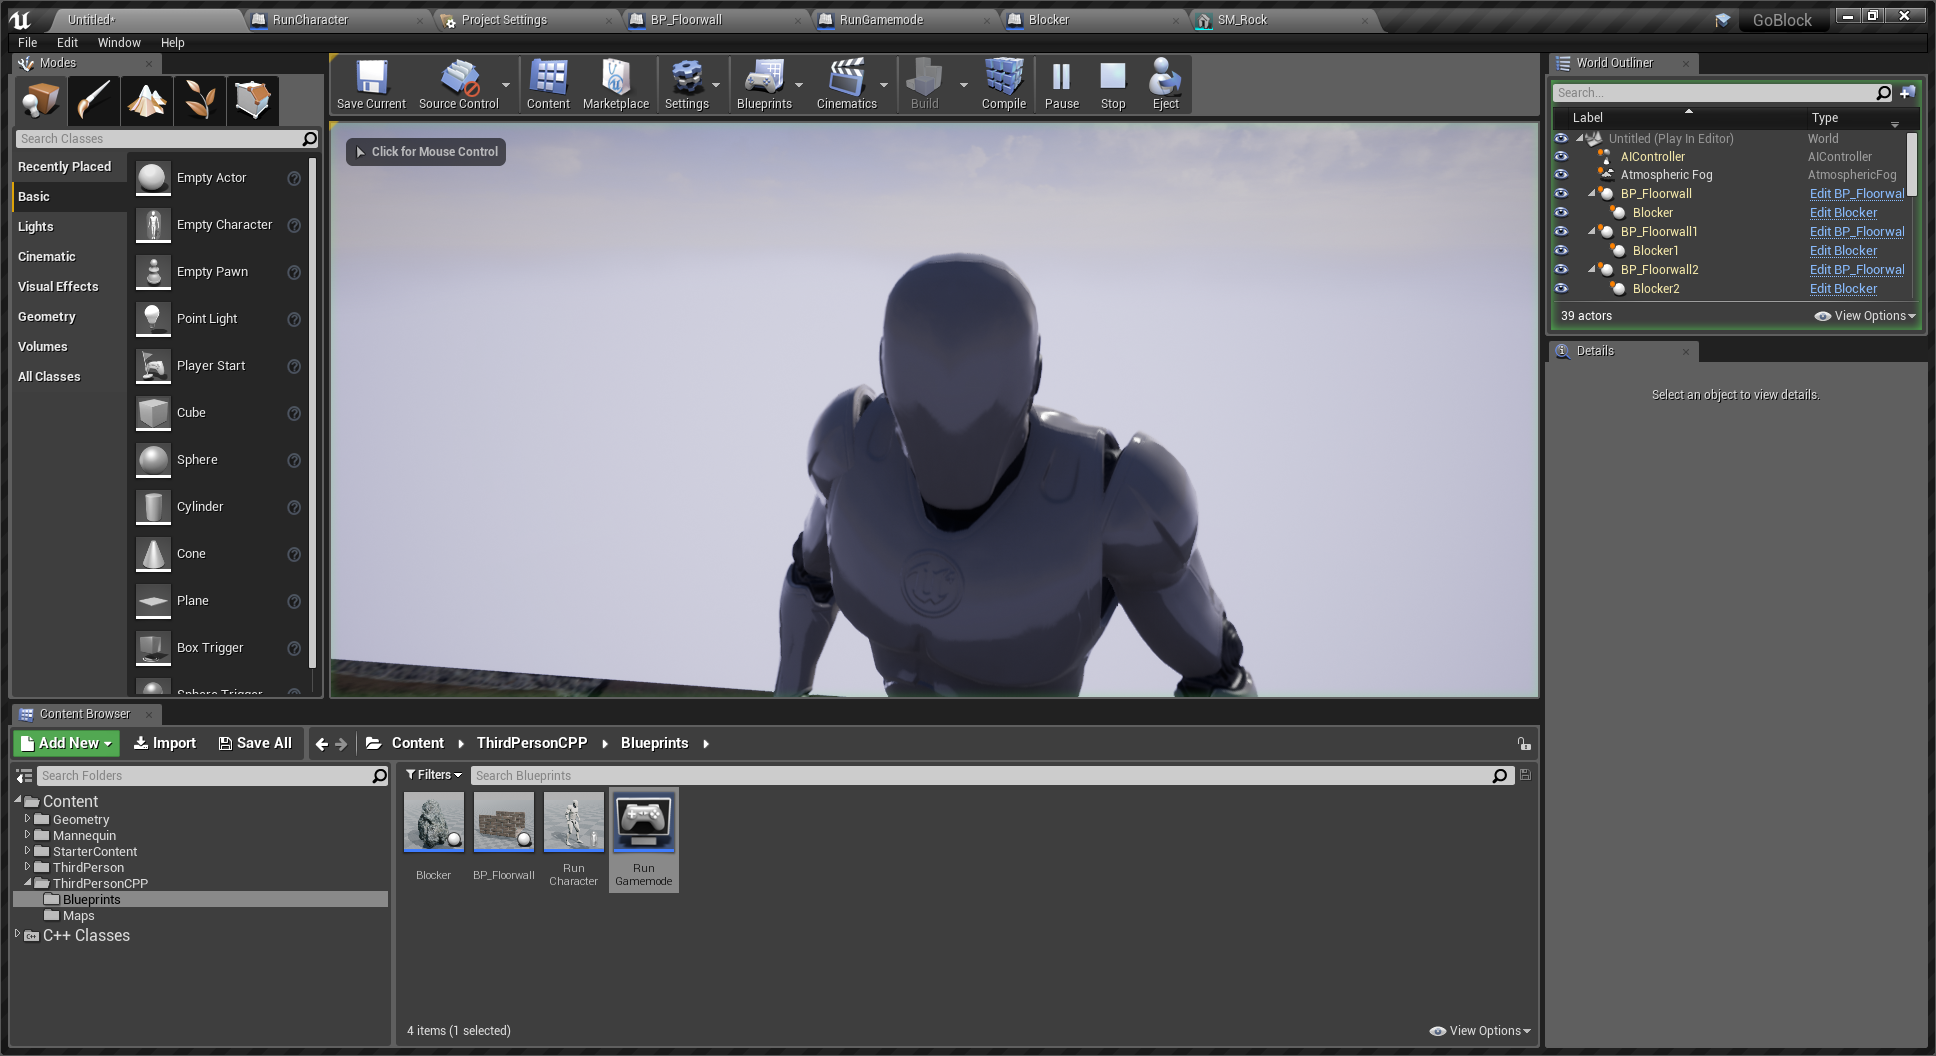 Untitled*
RunCharacter
Project Settings
BP_Floorwall
RunGamemode
Blocker
SM_Rock
GoBlock
File Edit Window Help
Modes
Save Current
Source Control
Content
Marketplace
Settings
Blueprints
Cinematics
Build
Compile
Pause
Stop
Eject
Search Classes
Recently Placed
Basic
Lights
Cinematic
Visual Effects
Geometry
Volumes
All Classes
Empty Actor
Empty Character
Empty Pawn
Point Light
Player Start
Cube
Sphere
Cylinder
Cone
Plane
Box Trigger
Sphere Trigger
Click for Mouse Control
World Outliner
Search...
Label Type
Untitled (Play In Editor) World
AIController AIController
Atmospheric Fog AtmosphericFog
BP_Floorwall Edit BP_Floorwal
Blocker Edit Blocker
BP_Floorwall1 Edit BP_Floorwal
Blocker1 Edit Blocker
BP_Floorwall2 Edit BP_Floorwal
Blocker2 Edit Blocker
39 actors View Options
Details
Select an object to view details.
Content Browser
Add New Import Save All Content ThirdPersonCPP Blueprints
Search Folders
Content
Geometry
Mannequin
StarterContent
ThirdPerson
ThirdPersonCPP
Blueprints
Maps
C++ Classes
Filters Search Blueprints
Blocker
BP_Floorwall
Run
Character
Run
Gamemode
4 items (1 selected) View Options